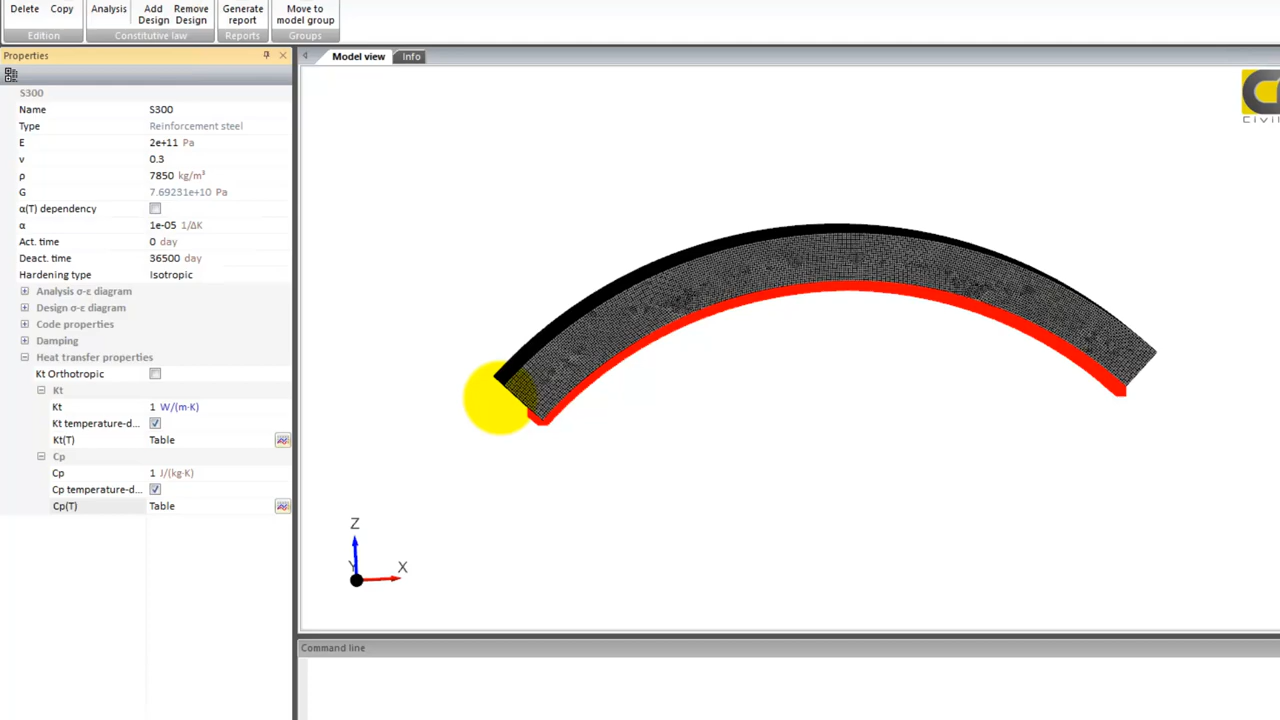 Delete Copy Analysis Add Design Remove Design Generate report Move to model group
Edition Constitutive law Reports Groups
Properties
Model view Info
S300
Name S300
Type Reinforcement steel
E 2e+11 Pa
ν 0.3
ρ 7850 kg/m³
G 7.69231e+10 Pa
α(T) dependency
α 1e-05 1/ΔK
Act. time 0 day
Deact. time 36500 day
Hardening type Isotropic
Analysis σ-ε diagram
Design σ-ε diagram
Code properties
Damping
Heat transfer properties
Kt Orthotropic
Kt
Kt 1 W/(m·K)
Kt temperature-d...
Kt(T) Table
Cp
Cp 1 J/(kg·K)
Cp temperature-d...
Cp(T) Table
Z
Y X
Command line